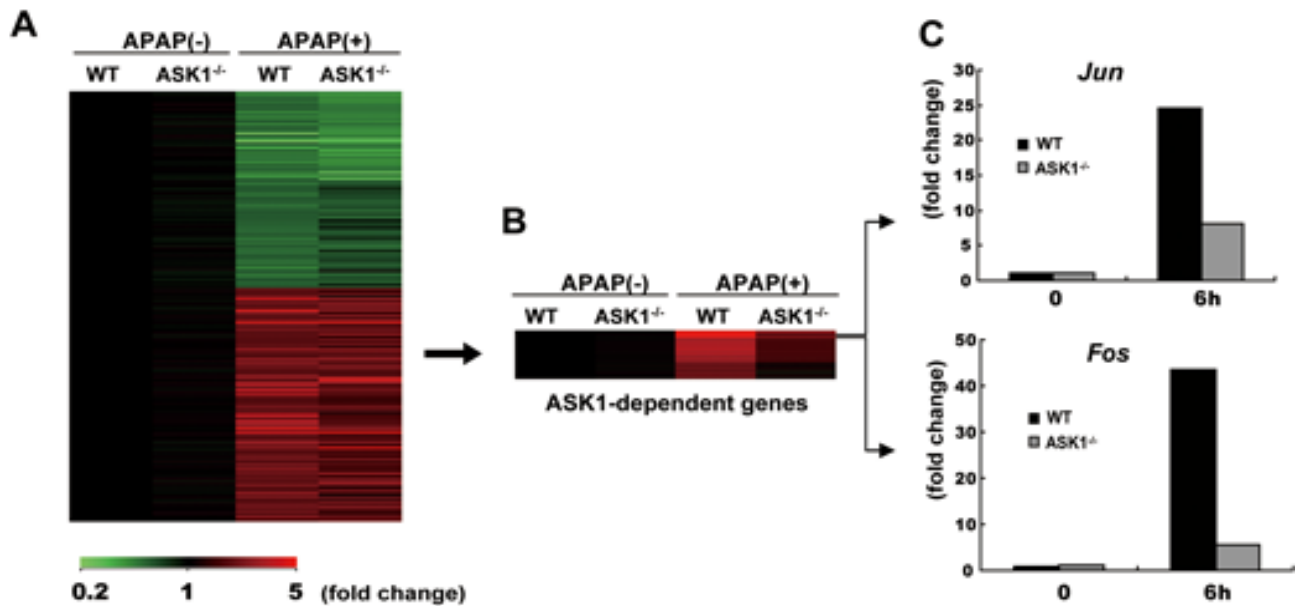 A
APAP(-) APAP(+)
WT ASK1-/- WT ASK1-/-
0.2 1 5 (fold change)
B
APAP(-) APAP(+)
WT ASK1-/- WT ASK1-/-
ASK1-dependent genes
C
Jun
(fold change)
30
25
20
15
10
5
0
WT
ASK1-/-
0 6h
Fos
(fold change)
50
40
30
20
10
0
WT
ASK1-/-
0 6h